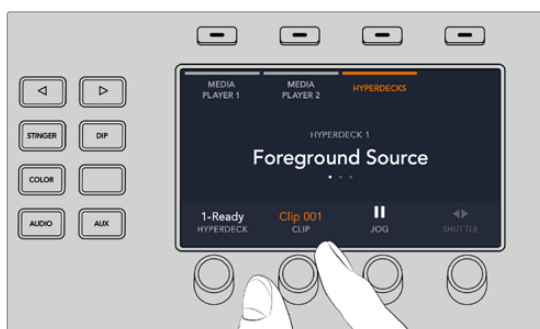 MEDIA
PLAYER 1
MEDIA
PLAYER 2
HYPERDECKS
HYPERDECK 1
Foreground Source
1-Ready
HYPERDECK
Clip 001
CLIP
JOG
SHUTTLE
STINGER
DIP
COLOR
AUDIO
AUX